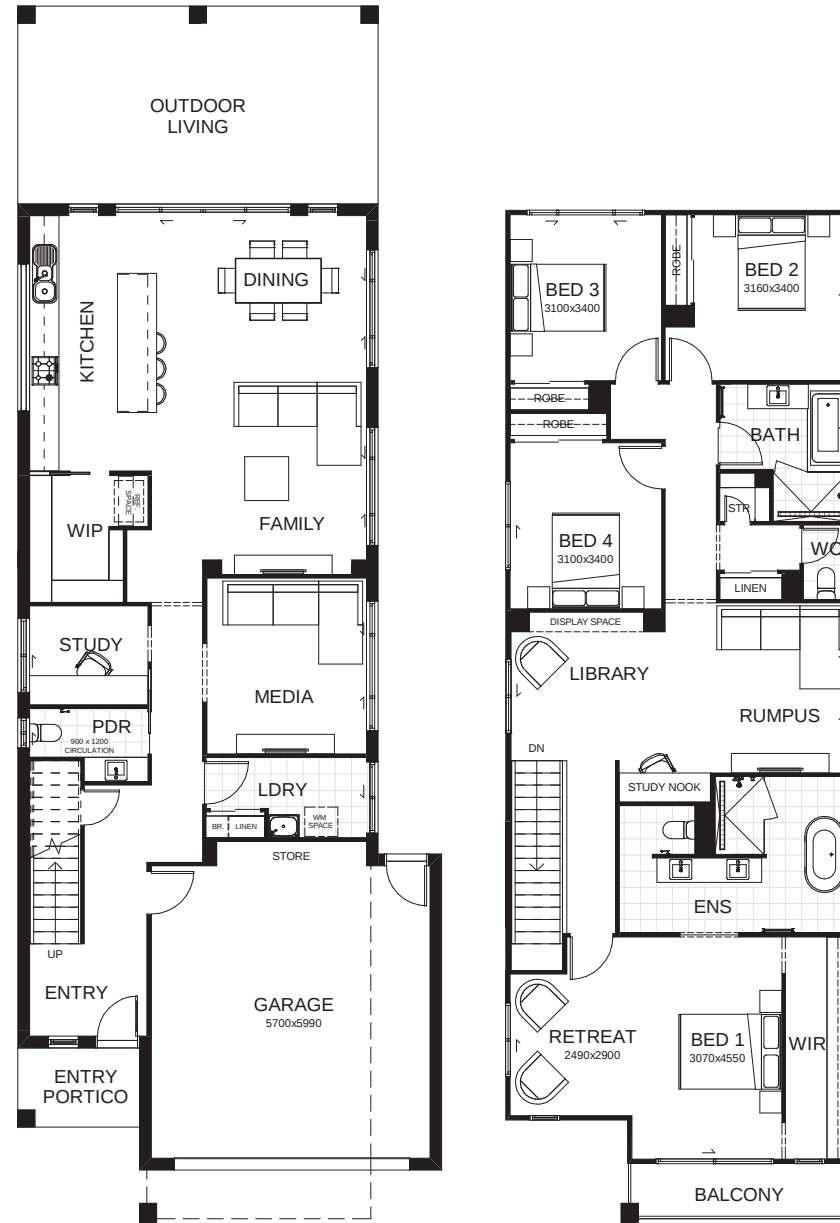 OUTDOOR
LIVING
DINING
KITCHEN
REF
SPACE
WIP
FAMILY
STUDY
MEDIA
PDR
900 x 1200
CIRCULATION
LDRY
BR.
LINEN
WM
SPACE
STORE
UP
ENTRY
GARAGE
5700x5990
ENTRY
PORTICO
ROBE
BED 2
3160x3400
BED 3
3100x3400
ROBE
ROBE
BATH
STR
BED 4
3100x3400
WC
LINEN
DISPLAY SPACE
LIBRARY
RUMPUS
DN
STUDY NOOK
ENS
RETREAT
2490x2900
BED 1
3070x4550
WIR
BALCONY